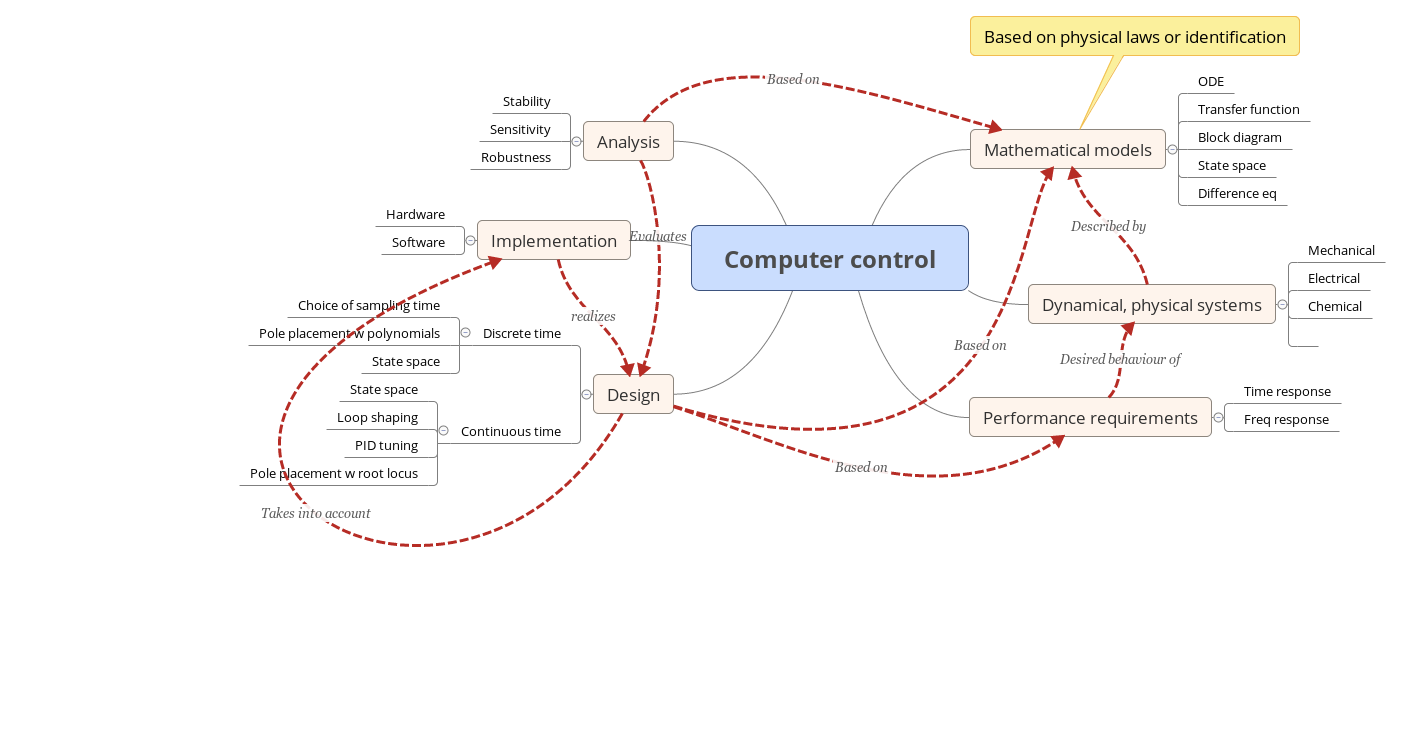 Based on physical laws or identification
Based on
Stability
Sensitivity
Robustness
Analysis
Mathematical models
ODE
Transfer function
Block diagram
State space
Difference eq
Hardware
Software
Implementation
Evaluates
Computer control
Described by
Dynamical, physical systems
Mechanical
Electrical
Chemical
Choice of sampling time
Pole placement w polynomials
State space
Discrete time
realizes
Based on
Desired behaviour of
State space
Loop shaping
PID tuning
Pole placement w root locus
Continuous time
Design
Performance requirements
Time response
Freq response
Based on
Takes into account